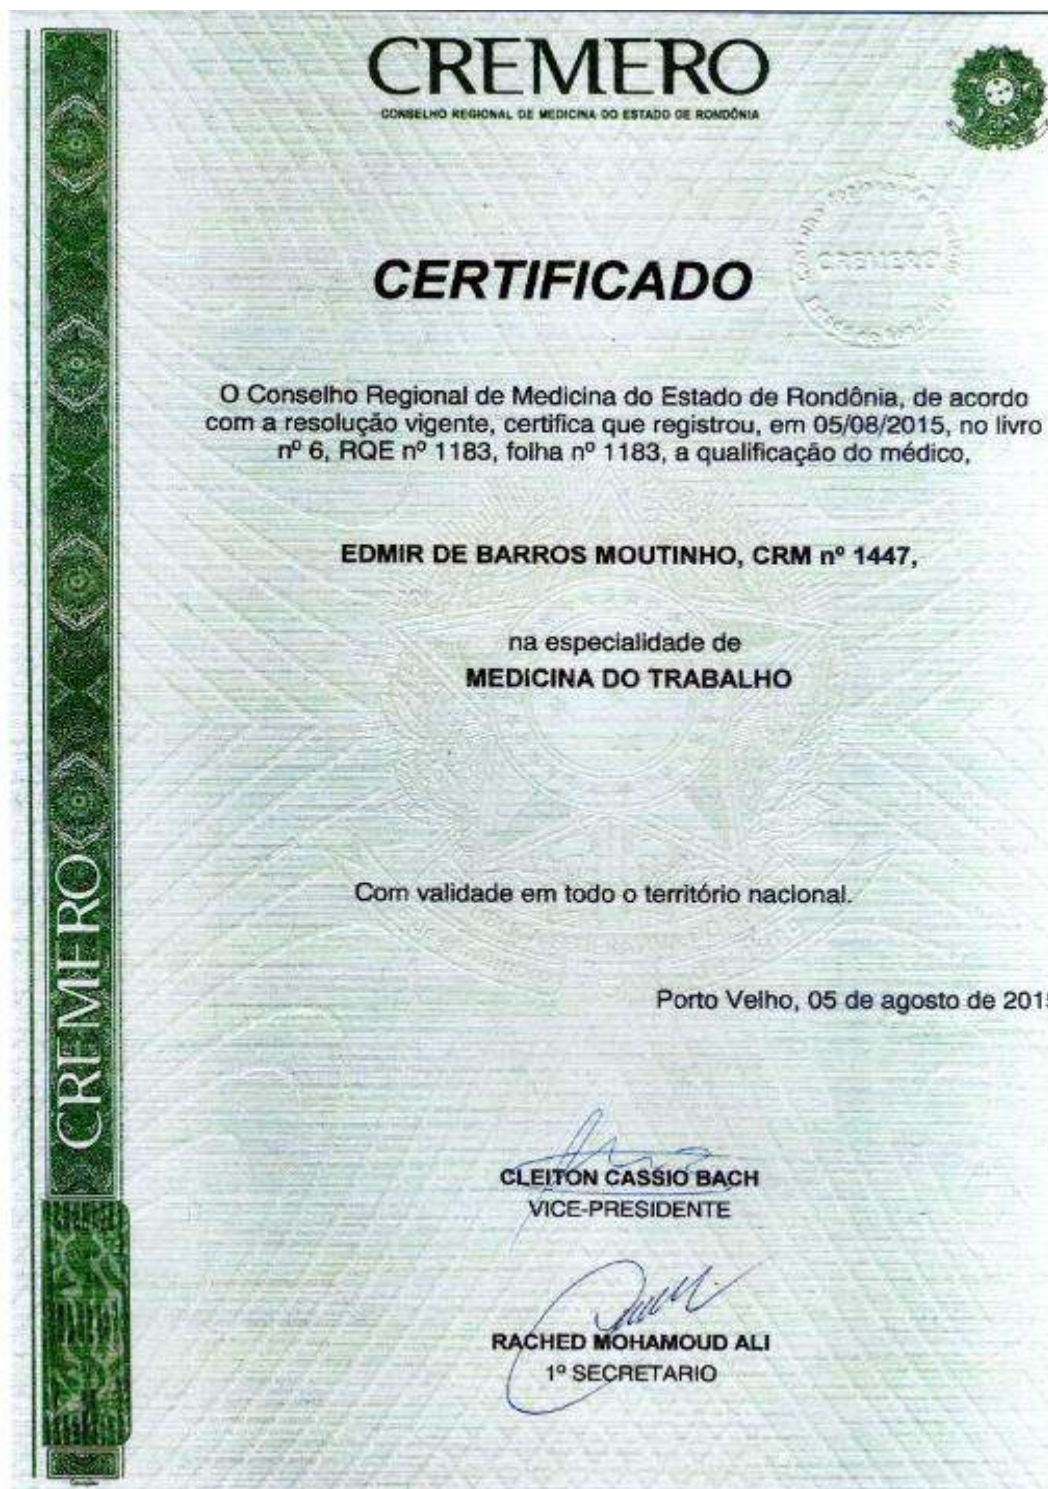 CREMERO
CONSELHO REGIONAL DE MEDICINA DO ESTADO DE RONDÔNIA
CREMERO
CERTIFICADO
O Conselho Regional de Medicina do Estado de Rondônia, de acordo
com a resolução vigente, certifica que registrou, em 05/08/2015, no livro
nº 6, RQE nº 1183, folha nº 1183, a qualificação do médico,
EDMIR DE BARROS MOUTINHO, CRM nº 1447,
na especialidade de
MEDICINA DO TRABALHO
Com validade em todo o território nacional.
Porto Velho, 05 de agosto de 2015
CLEITON CASSIO BACH
VICE-PRESIDENTE
RACHED MOHAMOUD ALI
1º SECRETARIO
CREMERO